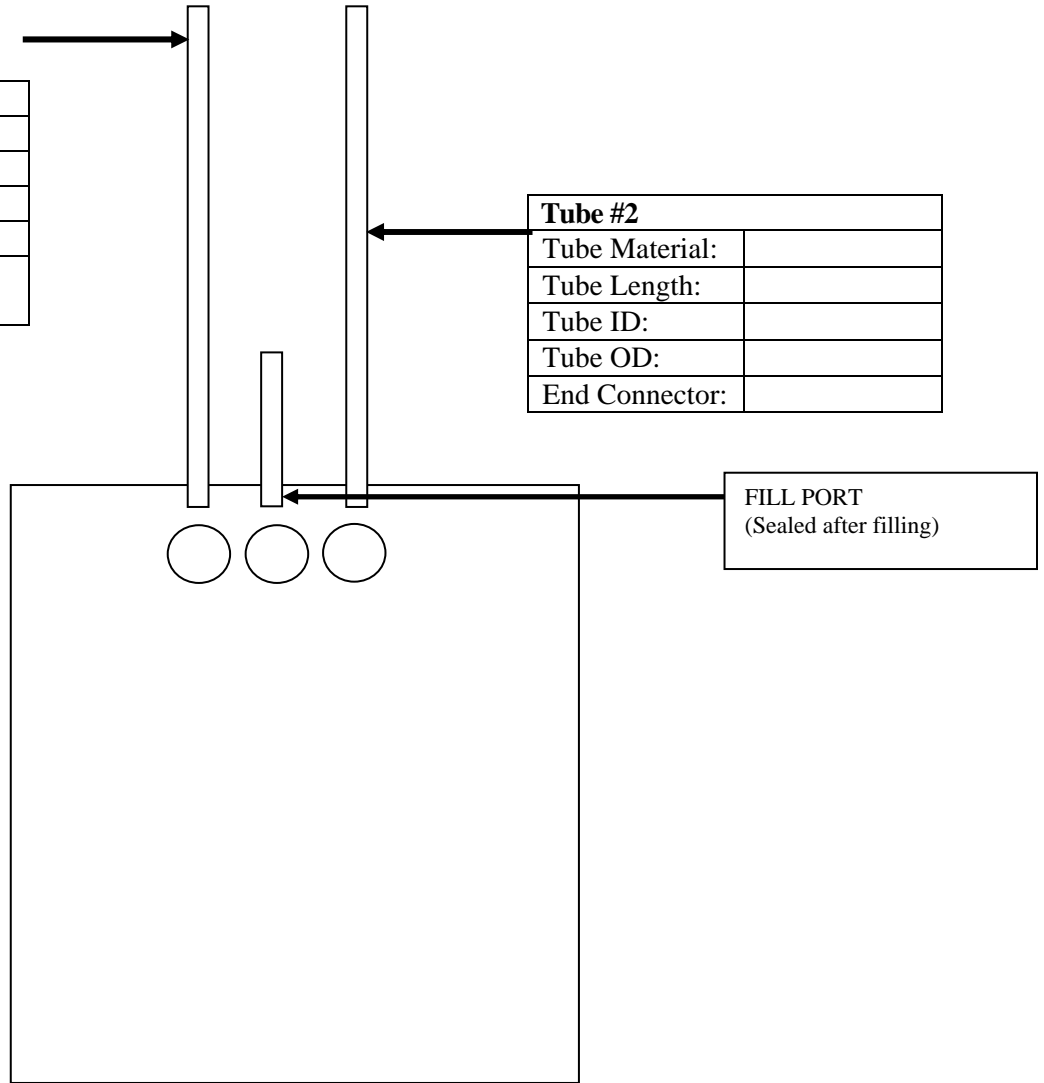 Tube #2
Tube Material:
Tube Length:
Tube ID:
Tube OD:
End Connector:
FILL PORT
(Sealed after filling)